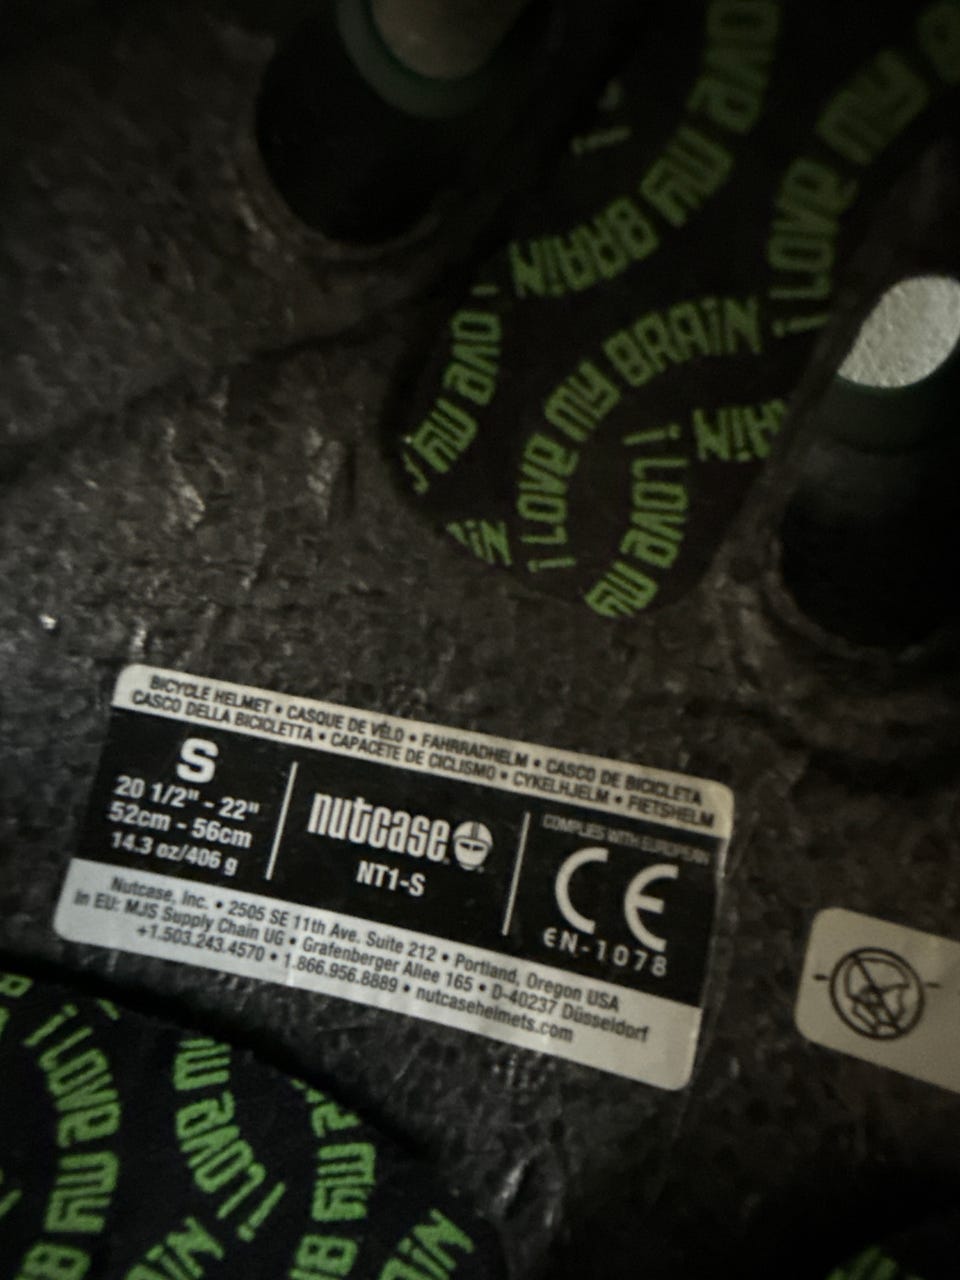 I LOVE MY BRAIN
I LOVE MY BRAIN
I LOVE MY BRAIN
I LOVE MY
BRAIN
I LOVE MY
BICYCLE HELMET • CASQUE DE VÉLO • FAHRRADHELM • CASCO DE BICICLETA
CASCO DELLA BICICLETTA • CAPACETE DE CICLISMO • CYKELHJELM • FIETSHELM
S
20 1/2" - 22"
52cm - 56cm
14.3 oz/406 g
nutcase
NT1-S
COMPLIES WITH EUROPEAN
CE
EN-1078
Nutcase, Inc. • 2505 SE 11th Ave. Suite 212 • Portland, Oregon USA
In EU: MJS Supply Chain UG • Grafenberger Allee 165 • D-40237 Düsseldorf
+1.503.243.4570 • 1.866.956.8889 • nutcasehelmets.com
I LOVE MY
I LOVE MY
MY
BRAIN